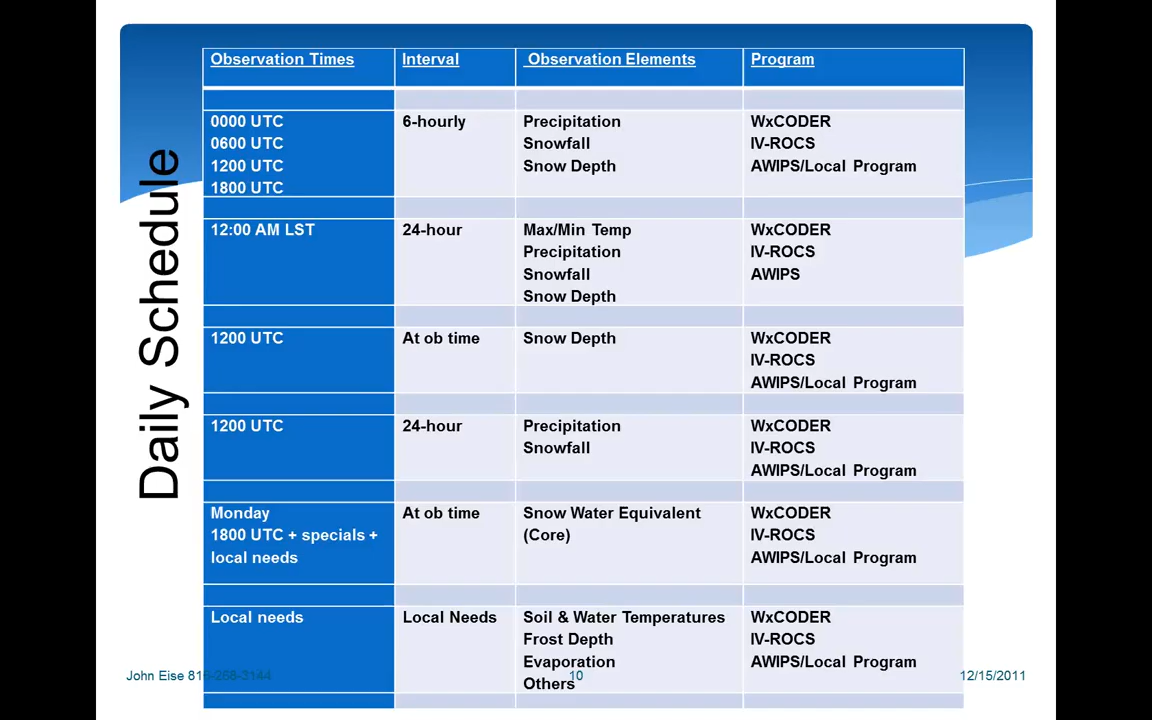 Daily Schedule
Observation Times Interval Observation Elements Program
0000 UTC 6-hourly Precipitation WxCODER
0600 UTC Snowfall IV-ROCS
1200 UTC Snow Depth AWIPS/Local Program
1800 UTC
12:00 AM LST 24-hour Max/Min Temp WxCODER
Precipitation IV-ROCS
Snowfall AWIPS
Snow Depth
1200 UTC At ob time Snow Depth WxCODER
IV-ROCS
AWIPS/Local Program
1200 UTC 24-hour Precipitation WxCODER
Snowfall IV-ROCS
AWIPS/Local Program
Monday At ob time Snow Water Equivalent WxCODER
1800 UTC + specials + (Core) IV-ROCS
local needs AWIPS/Local Program
Local needs Local Needs Soil & Water Temperatures WxCODER
Frost Depth IV-ROCS
Evaporation AWIPS/Local Program
Others
John Eise 816-268-3144 10 12/15/2011